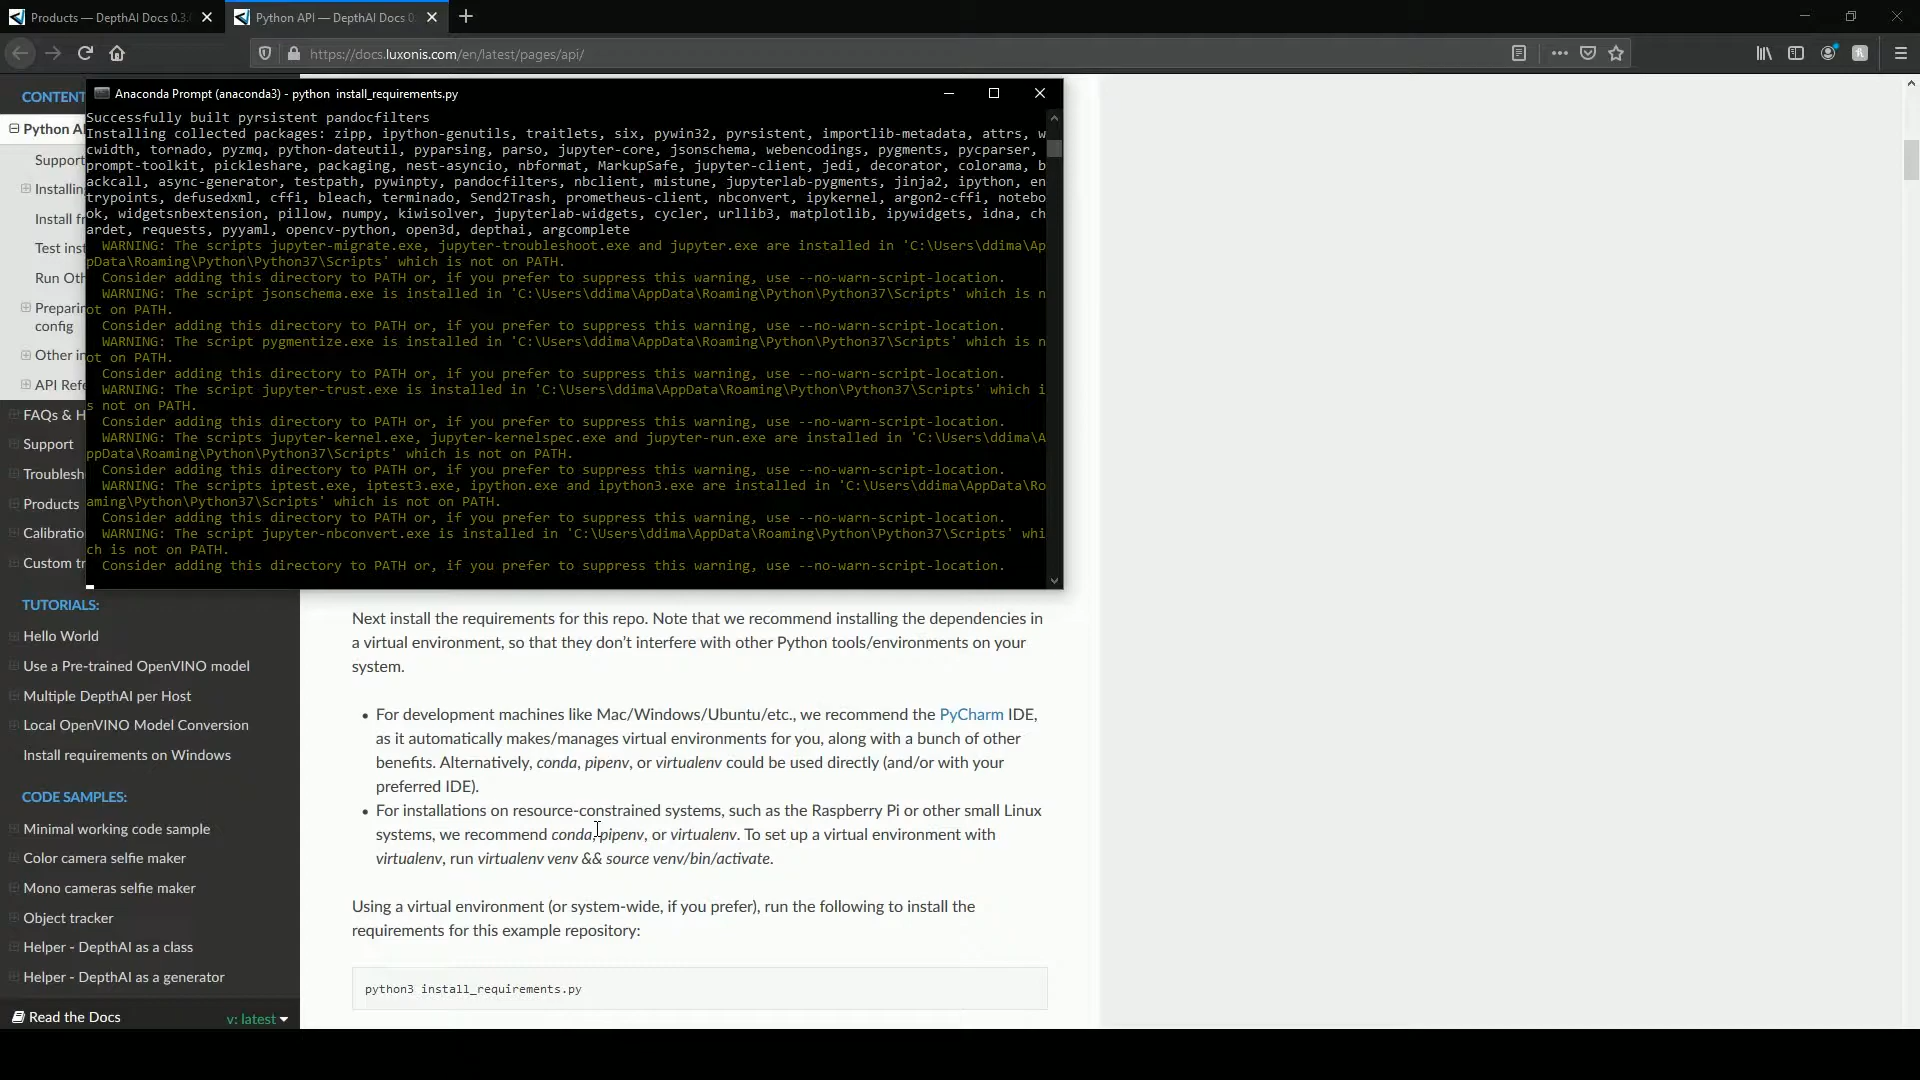 Products — DepthAI Docs 0.3.
Python API — DepthAI Docs 0.
https://docs.luxonis.com/en/latest/pages/api/
Anaconda Prompt (anaconda3) - python  install_requirements.py
Successfully built pyrsistent pandocfilters
Installing collected packages: zipp, ipython-genutils, traitlets, six, pywin32, pyrsistent, importlib-metadata, attrs, w
cwidth, tornado, pyzmq, python-dateutil, pyparsing, parso, jupyter-core, jsonschema, webencodings, pygments, pycparser,
prompt-toolkit, pickleshare, packaging, nest-asyncio, nbformat, MarkupSafe, jupyter-client, jedi, decorator, colorama, b
ackcall, async-generator, testpath, pywinpty, pandocfilters, nbclient, mistune, jupyterlab-pygments, jinja2, ipython, en
trypoints, defusedxml, cffi, bleach, terminado, Send2Trash, prometheus-client, nbconvert, ipykernel, argon2-cffi, notebo
ok, widgetsnbextension, pillow, numpy, kiwisolver, jupyterlab-widgets, cycler, urllib3, matplotlib, ipywidgets, idna, ch
ardet, requests, pyyaml, opencv-python, open3d, depthai, argcomplete
WARNING: The scripts jupyter-migrate.exe, jupyter-troubleshoot.exe and jupyter.exe are installed in 'C:\Users\ddima\Ap
pData\Roaming\Python\Python37\Scripts' which is not on PATH.
Consider adding this directory to PATH or, if you prefer to suppress this warning, use --no-warn-script-location.
WARNING: The script jsonschema.exe is installed in 'C:\Users\ddima\AppData\Roaming\Python\Python37\Scripts' which is n
ot on PATH.
Consider adding this directory to PATH or, if you prefer to suppress this warning, use --no-warn-script-location.
WARNING: The script pygmentize.exe is installed in 'C:\Users\ddima\AppData\Roaming\Python\Python37\Scripts' which is n
ot on PATH.
Consider adding this directory to PATH or, if you prefer to suppress this warning, use --no-warn-script-location.
WARNING: The script jupyter-trust.exe is installed in 'C:\Users\ddima\AppData\Roaming\Python\Python37\Scripts' which i
s not on PATH.
Consider adding this directory to PATH or, if you prefer to suppress this warning, use --no-warn-script-location.
WARNING: The scripts jupyter-kernel.exe, jupyter-kernelspec.exe and jupyter-run.exe are installed in 'C:\Users\ddima\A
ppData\Roaming\Python\Python37\Scripts' which is not on PATH.
Consider adding this directory to PATH or, if you prefer to suppress this warning, use --no-warn-script-location.
WARNING: The scripts iptest.exe, iptest3.exe, ipython.exe and ipython3.exe are installed in 'C:\Users\ddima\AppData\Ro
aming\Python\Python37\Scripts' which is not on PATH.
Consider adding this directory to PATH or, if you prefer to suppress this warning, use --no-warn-script-location.
WARNING: The script jupyter-nbconvert.exe is installed in 'C:\Users\ddima\AppData\Roaming\Python\Python37\Scripts' whi
ch is not on PATH.
Consider adding this directory to PATH or, if you prefer to suppress this warning, use --no-warn-script-location.
CONTENT
Python A
Support
Installin
Install fr
Test inst
Run Oth
Preparin
config
Other in
API Refe
FAQs & H
Support
Troublesh
Products
Calibratio
Custom tr
TUTORIALS:
Hello World
Use a Pre-trained OpenVINO model
Multiple DepthAI per Host
Local OpenVINO Model Conversion
Install requirements on Windows
CODE SAMPLES:
Minimal working code sample
Color camera selfie maker
Mono cameras selfie maker
Object tracker
Helper - DepthAI as a class
Helper - DepthAI as a generator
Read the Docs
v: latest
Next install the requirements for this repo. Note that we recommend installing the dependencies in
a virtual environment, so that they don't interfere with other Python tools/environments on your
system.
• For development machines like Mac/Windows/Ubuntu/etc., we recommend the PyCharm IDE,
as it automatically makes/manages virtual environments for you, along with a bunch of other
benefits. Alternatively, conda, pipenv, or virtualenv could be used directly (and/or with your
preferred IDE).
• For installations on resource-constrained systems, such as the Raspberry Pi or other small Linux
systems, we recommend conda, pipenv, or virtualenv. To set up a virtual environment with
virtualenv, run virtualenv venv && source venv/bin/activate.
Using a virtual environment (or system-wide, if you prefer), run the following to install the
requirements for this example repository:
python3 install_requirements.py